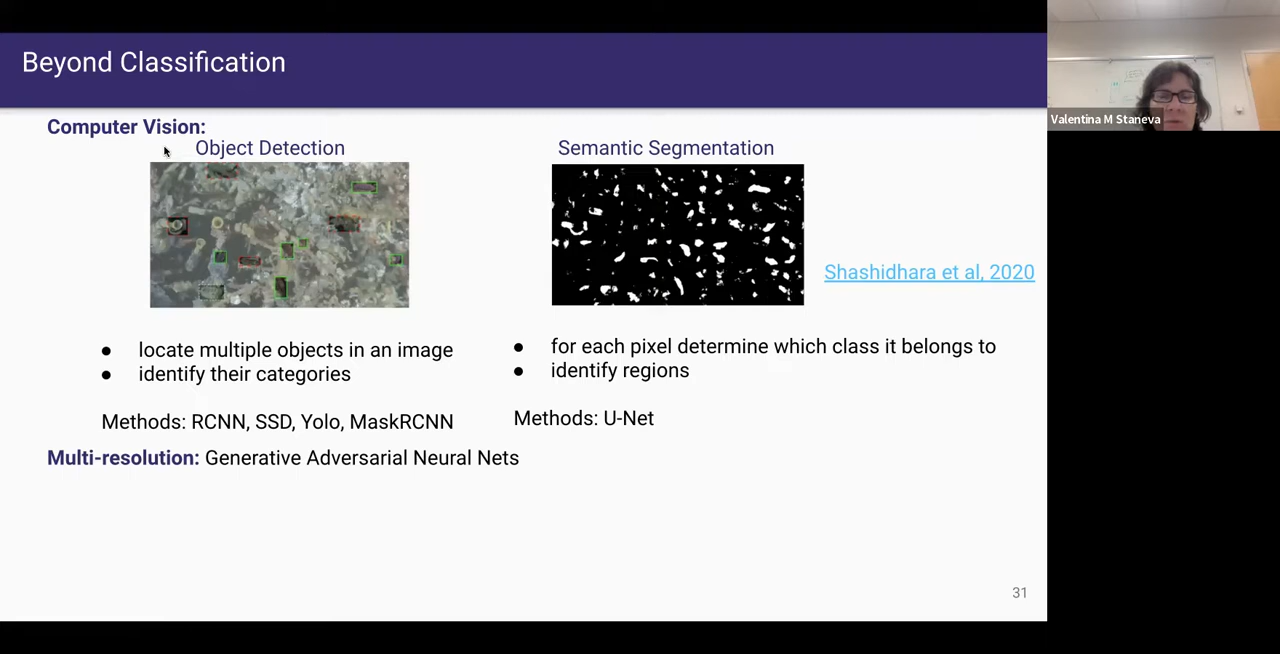 Beyond Classification
Computer Vision:
Object Detection
Semantic Segmentation
Shashidhara et al, 2020
● locate multiple objects in an image
● identify their categories
Methods: RCNN, SSD, Yolo, MaskRCNN
● for each pixel determine which class it belongs to
● identify regions
Methods: U-Net
Multi-resolution: Generative Adversarial Neural Nets
31
Valentina M Staneva